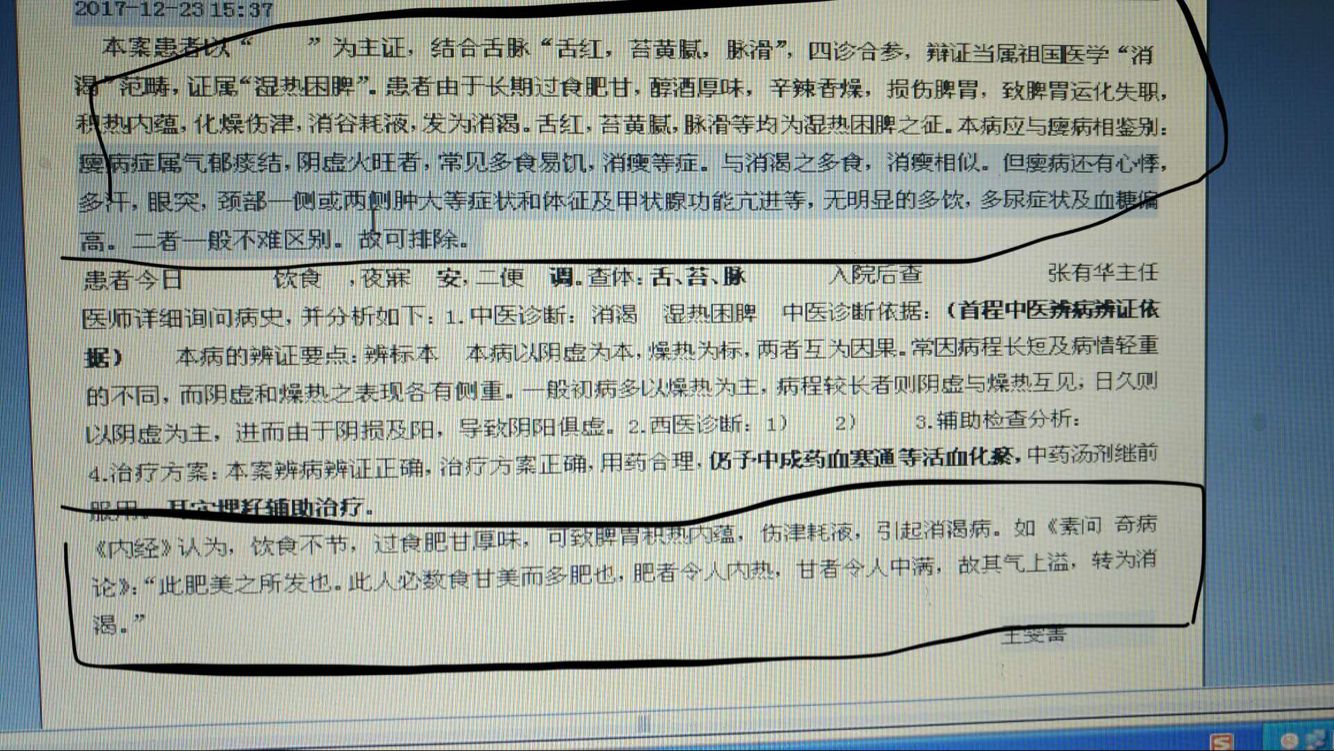 2017-12-23 15:37
本案患者以“ ”为主证，结合舌脉“舌红，苔黄腻，脉滑”，四诊合参，辩证当属祖国医学“消
渴”范畴，证属“湿热困脾”。患者由于长期过食肥甘，醇酒厚味，辛辣香燥，损伤脾胃，致脾胃运化失职，
积热内蕴，化燥伤津，消谷耗液，发为消渴。舌红，苔黄腻，脉滑等均为湿热困脾之征。本病应与瘿病相鉴别：
瘿病症属气郁痰结，阴虚火旺者，常见多食易饥，消瘦等症。与消渴之多食，消瘦相似。但瘿病还有心悸，
多汗，眼突，颈部一侧或两侧肿大等症状和体征及甲状腺功能亢进等，无明显的多饮，多尿症状及血糖偏
高。二者一般不难区别。故可排除。
患者今日 饮食 ，夜寐 安，二便 调。查体：舌、苔、脉 入院后查 张有华主任
医师详细询问病史，并分析如下：1.中医诊断：消渴 湿热困脾 中医诊断依据：（首程中医辨病辨证依
据） 本病的辨证要点：辨标本 本病以阴虚为本，燥热为标，两者互为因果。常因病程长短及病情轻重
的不同，而阴虚和燥热之表现各有侧重。一般初病多以燥热为主，病程较长者则阴虚与燥热互见，日久则
以阴虚为主，进而由于阴损及阳，导致阴阳俱虚。2.西医诊断：1） 2） 3.辅助检查分析：
4.治疗方案：本案辨病辨证正确，治疗方案正确，用药合理，仍予中成药血塞通等活血化瘀，中药汤剂继前
服用。 耳穴埋籽辅助治疗。
《内经》认为，饮食不节，过食肥甘厚味，可致脾胃积热内蕴，伤津耗液，引起消渴病。如《素问 奇病
论》：“此肥美之所发也。此人必数食甘美而多肥也，肥者令人内热，甘者令人中满，故其气上溢，转为消
渴。”
王雯菁